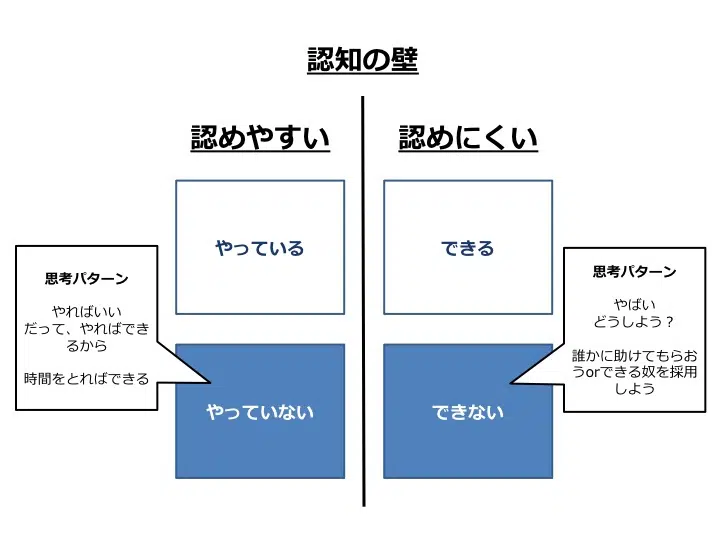 認知の壁
認めやすい
認めにくい
やっている
できる
思考パターン
やればいい
だって、やればでき
るから
時間をとればできる
思考パターン
やばい
どうしよう？
誰かに助けてもらお
うorできる奴を採用
しよう
やっていない
できない